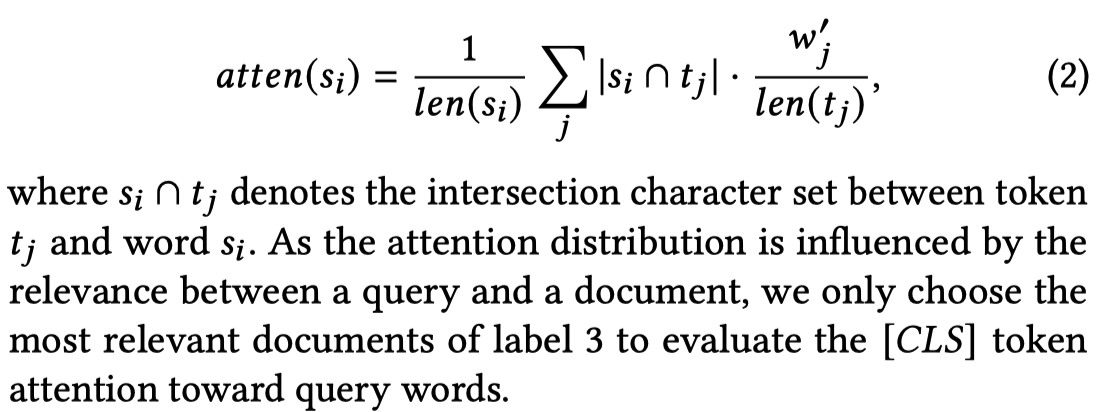 atten(s_i) = \frac{1}{len(s_i)} \sum_j |s_i ∩ t_j| · \frac{w'_j}{len(t_j)}, (2)
where s_i ∩ t_j denotes the intersection character set between token
t_j and word s_i. As the attention distribution is influenced by the
relevance between a query and a document, we only choose the
most relevant documents of label 3 to evaluate the [CLS] token
attention toward query words.